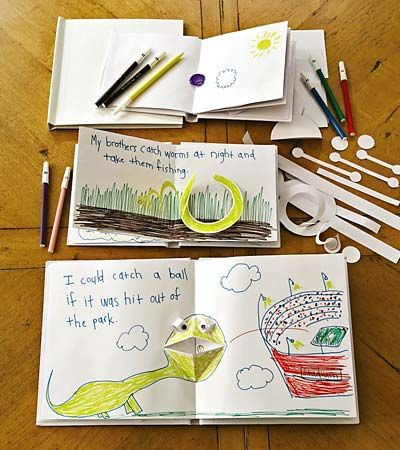 My brothers catch worms at night and
take them fishing.
I could catch a ball
if it was hit out of
the park.